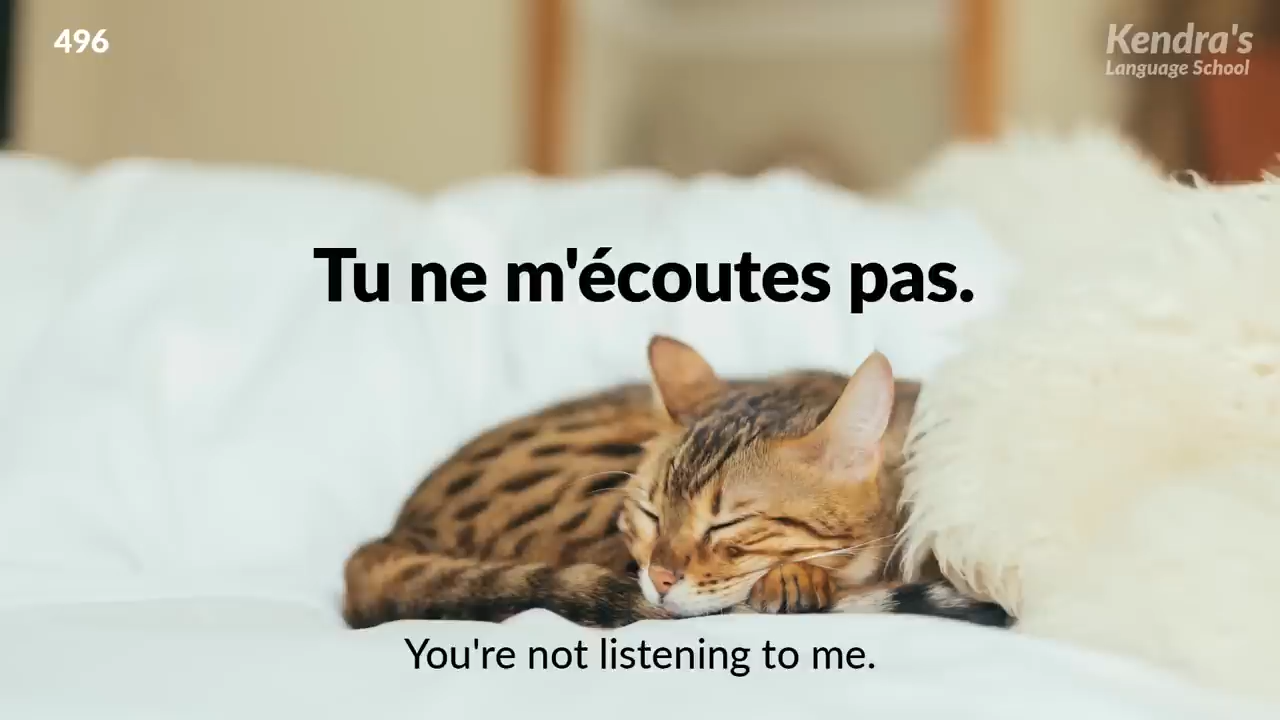 496
Kendra's
Language School
Tu ne m'écoutes pas.
You're not listening to me.